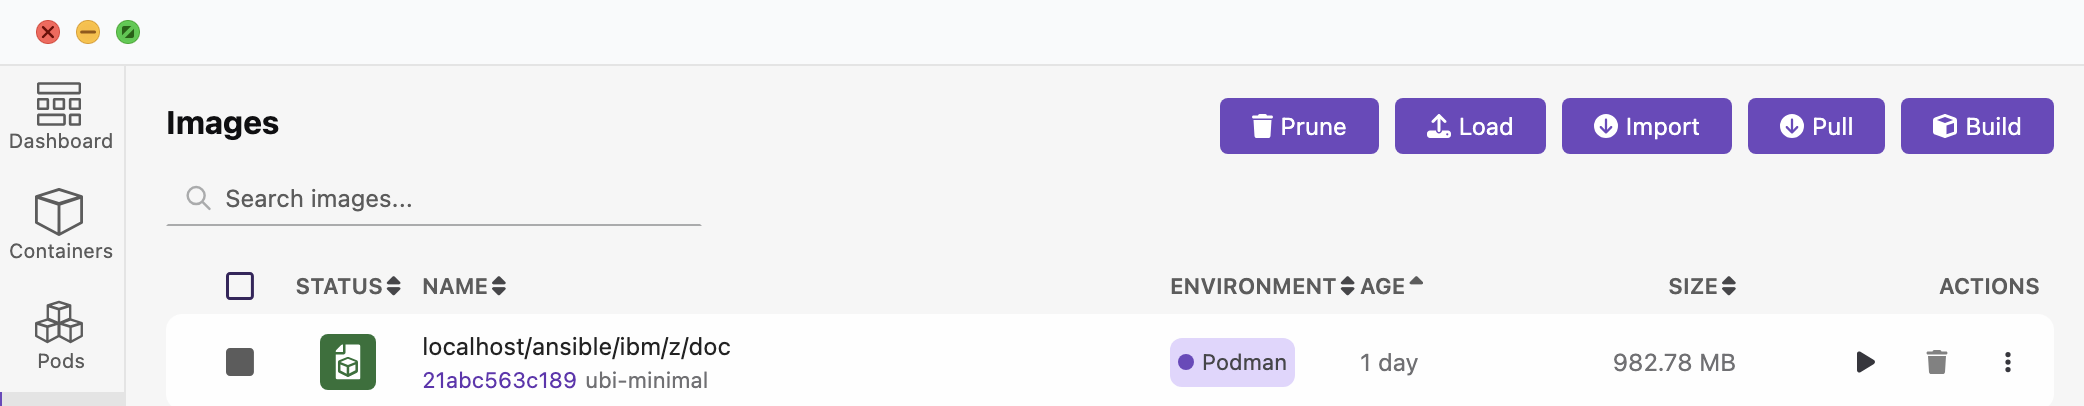 Dashboard
Containers
Pods
Images
Prune
Load
Import
Pull
Build
Search images...
STATUS NAME ENVIRONMENT AGE SIZE ACTIONS
localhost/ansible/ibm/z/doc
21abc563c189 ubi-minimal
Podman
1 day
982.78 MB